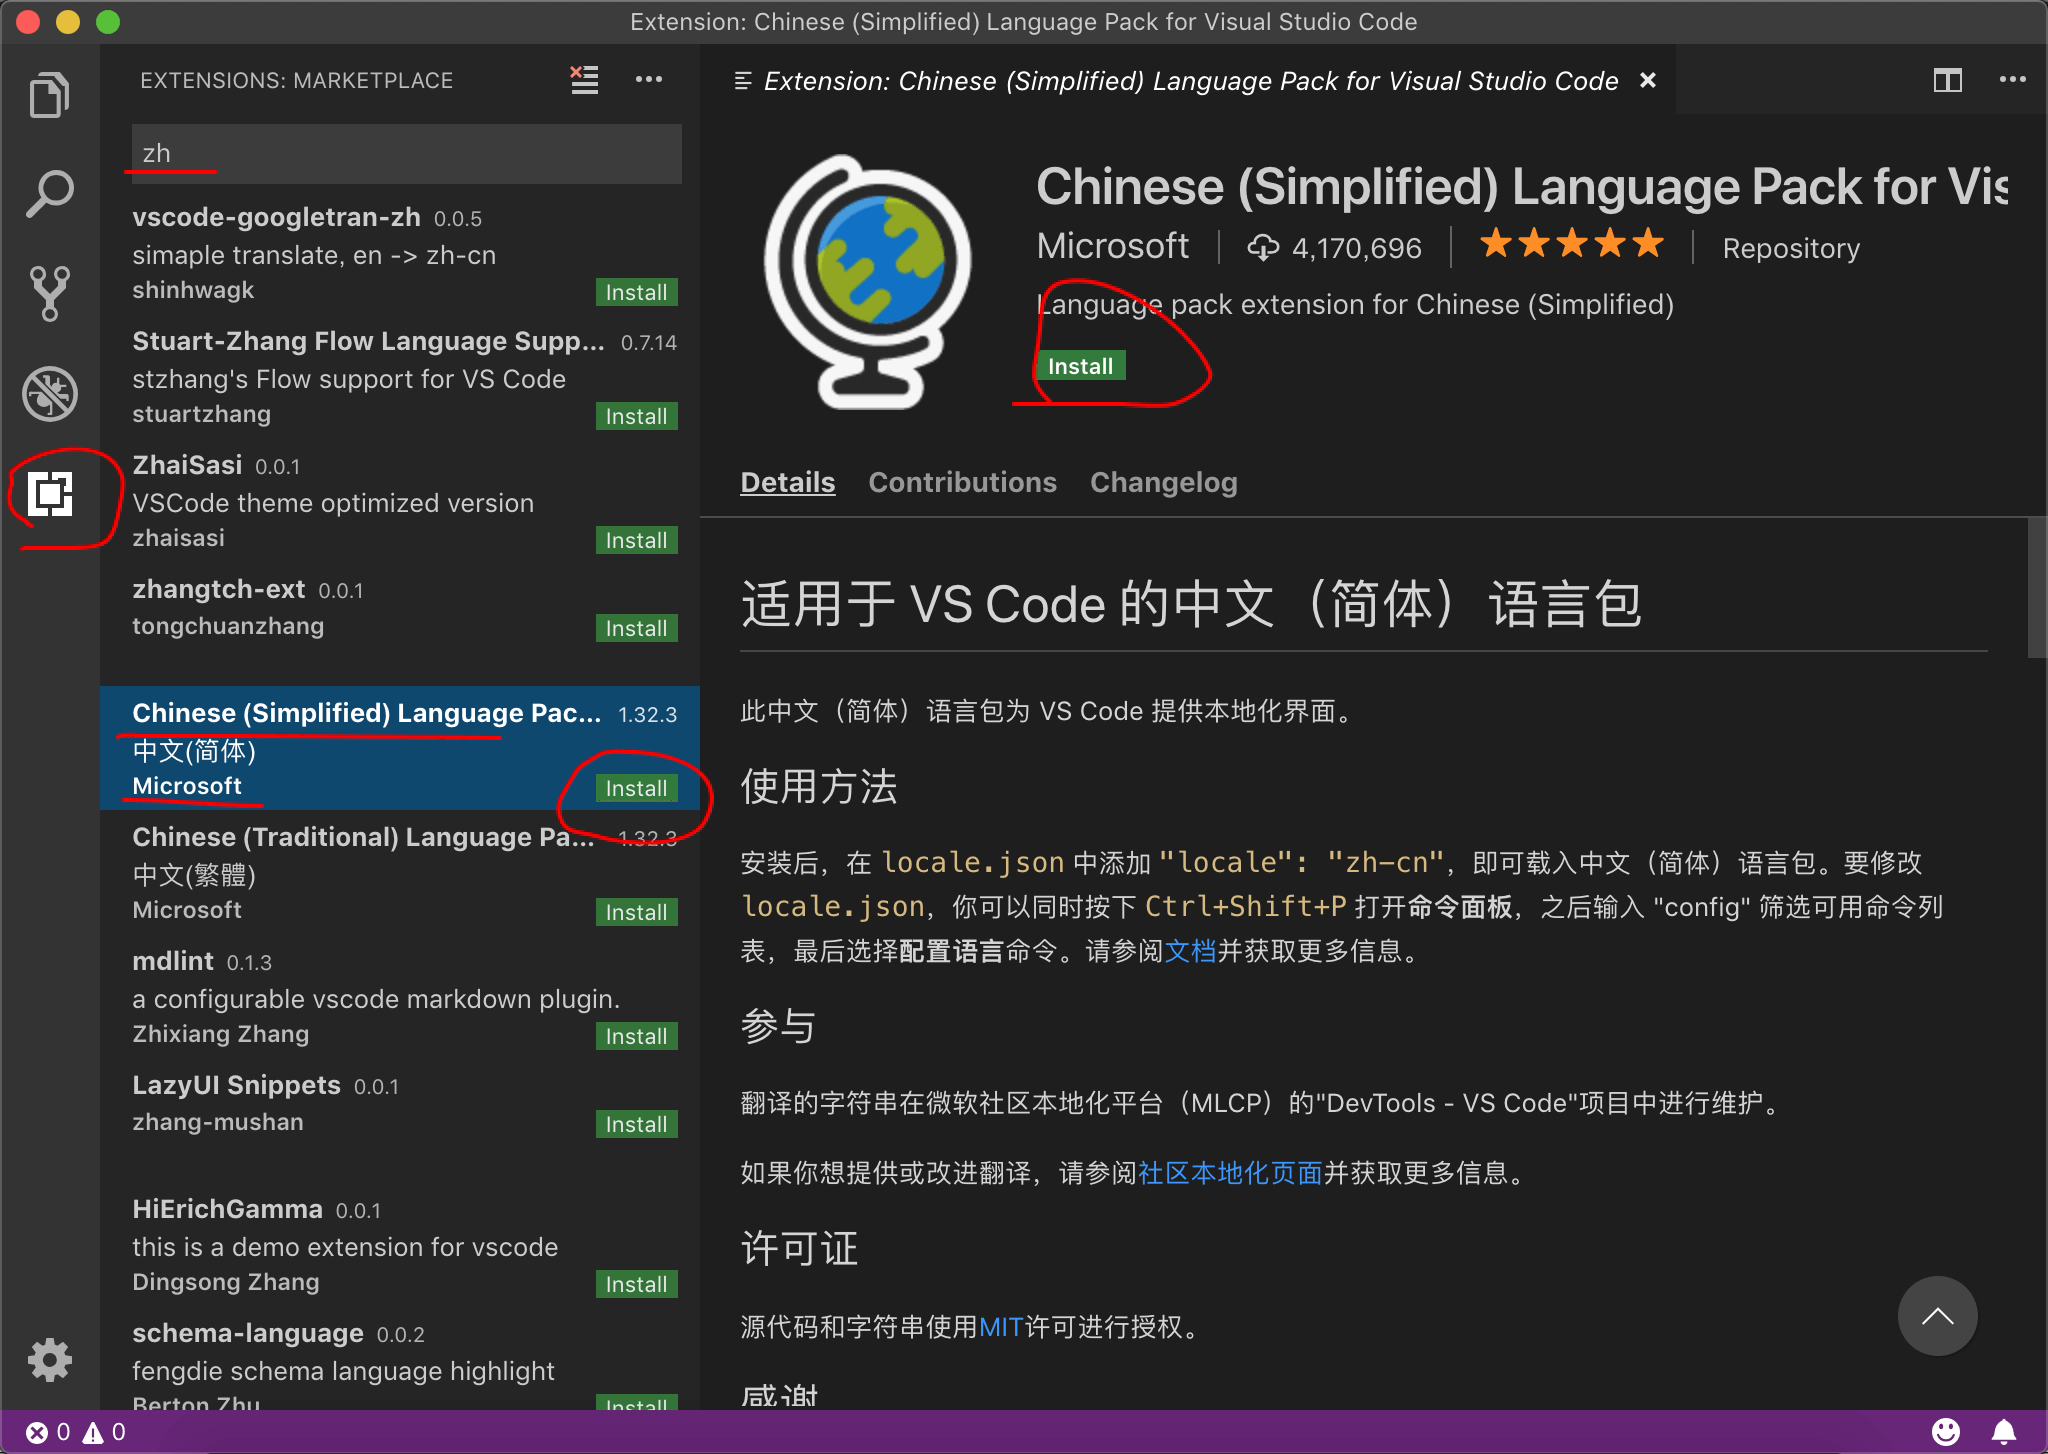 Extension: Chinese (Simplified) Language Pack for Visual Studio Code
EXTENSIONS: MARKETPLACE
zh
vscode-googletran-zh 0.0.5
simaple translate, en -> zh-cn
shinhwagk
Install
Stuart-Zhang Flow Language Supp... 0.7.14
stzhang's Flow support for VS Code
stuartzhang
Install
ZhaiSasi 0.0.1
VSCode theme optimized version
zhaisasi
Install
zhangtch-ext 0.0.1
tongchuanzhang
Install
Chinese (Simplified) Language Pac... 1.32.3
中文(简体)
Microsoft
Install
Chinese (Traditional) Language Pa... 1.32.3
中文(繁體)
Microsoft
Install
mdlint 0.1.3
a configurable vscode markdown plugin.
Zhixiang Zhang
Install
LazyUI Snippets 0.0.1
zhang-mushan
Install
HiErichGamma 0.0.1
this is a demo extension for vscode
Dingsong Zhang
Install
schema-language 0.0.2
fengdie schema language highlight
Berton Zhu
Install
Extension: Chinese (Simplified) Language Pack for Visual Studio Code
Chinese (Simplified) Language Pack for Vis
Microsoft 4,170,696 Repository
Language pack extension for Chinese (Simplified)
Install
Details Contributions Changelog
适用于 VS Code 的中文（简体）语言包
此中文（简体）语言包为 VS Code 提供本地化界面。
使用方法
安装后，在 locale.json 中添加 "locale": "zh-cn"，即可载入中文（简体）语言包。要修改
locale.json，你可以同时按下 Ctrl+Shift+P 打开命令面板，之后输入 "config" 筛选可用命令列
表，最后选择配置语言命令。请参阅文档并获取更多信息。
参与
翻译的字符串在微软社区本地化平台（MLCP）的"DevTools - VS Code"项目中进行维护。
如果你想提供或改进翻译，请参阅社区本地化页面并获取更多信息。
许可证
源代码和字符串使用MIT许可进行授权。
感谢
0 0